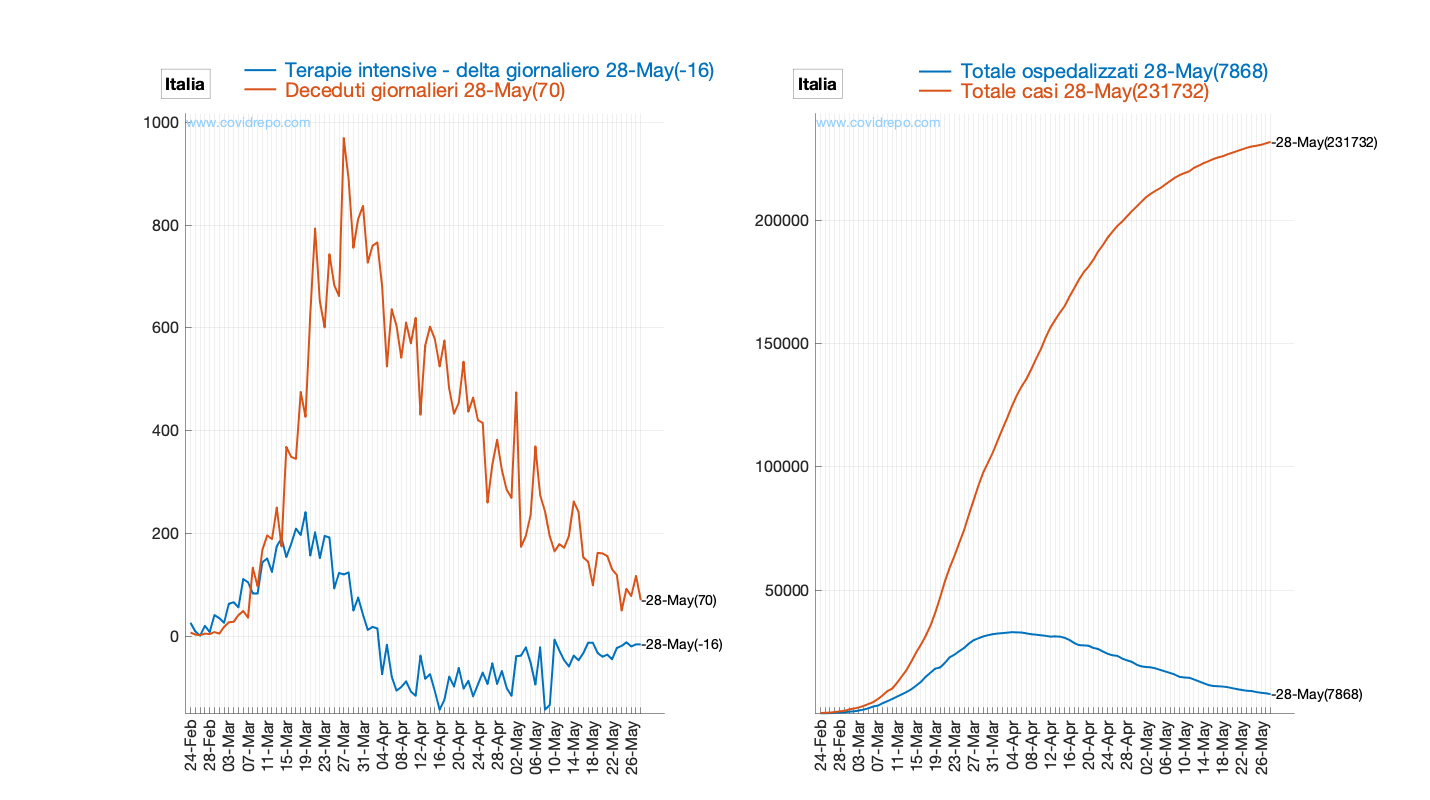 Italia
Terapie intensive - delta giornaliero 28-May(-16)
Deceduti giornalieri 28-May(70)
www.covidrepo.com
1000
800
600
400
200
0
-28-May(70)
-28-May(-16)
24-Feb
28-Feb
03-Mar
07-Mar
11-Mar
15-Mar
19-Mar
23-Mar
27-Mar
31-Mar
04-Apr
08-Apr
12-Apr
16-Apr
20-Apr
24-Apr
28-Apr
02-May
06-May
10-May
14-May
18-May
22-May
26-May
Italia
Totale ospedalizzati 28-May(7868)
Totale casi 28-May(231732)
www.covidrepo.com
200000
150000
100000
50000
-28-May(231732)
-28-May(7868)
24-Feb
28-Feb
03-Mar
07-Mar
11-Mar
15-Mar
19-Mar
23-Mar
27-Mar
31-Mar
04-Apr
08-Apr
12-Apr
16-Apr
20-Apr
24-Apr
28-Apr
02-May
06-May
10-May
14-May
18-May
22-May
26-May